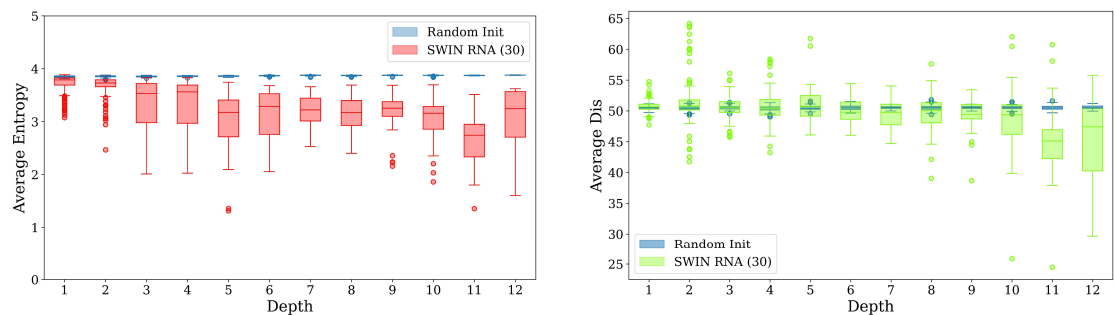 5
4
3
2
1
0
Average Entropy
Random Init
SWIN RNA (30)
1 2 3 4 5 6 7 8 9 10 11 12
Depth
65
60
55
50
45
40
35
30
25
Average Dis
Random Init
SWIN RNA (30)
1 2 3 4 5 6 7 8 9 10 11 12
Depth